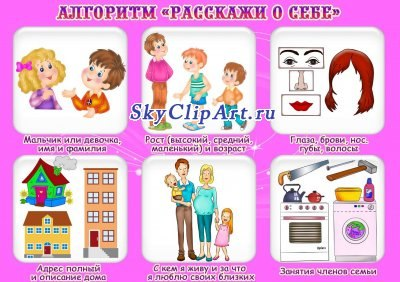 АЛГОРИТМ «РАССКАЖИ О СЕБЕ»
SkyClipArt.ru
Мальчик или девочка,
имя и фамилия
Рост (высокий, средний,
маленький) и возраст
Глаза, брови, нос.
губы, волосы
Адрес полный
и описание дома
С кем я живу и за что
я люблю своих близких
Занятия членов семьи